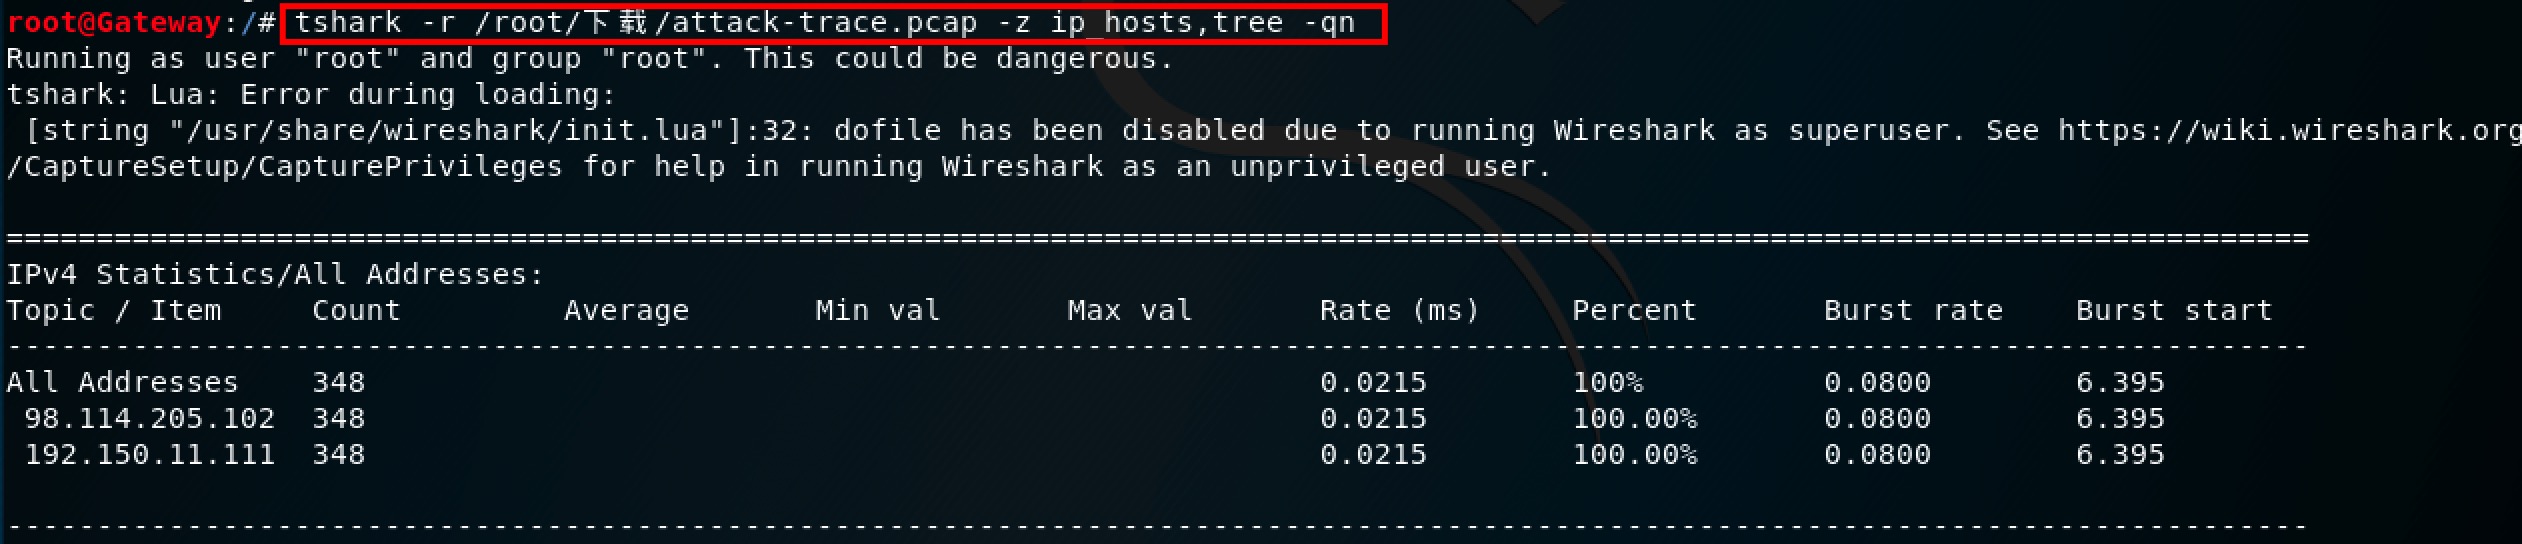 root@Gateway:/# tshark -r /root/下载/attack-trace.pcap -z ip_hosts,tree -qn
Running as user "root" and group "root". This could be dangerous.
tshark: Lua: Error during loading:
 [string "/usr/share/wireshark/init.lua"]:32: dofile has been disabled due to running Wireshark as superuser. See https://wiki.wireshark.org
/CaptureSetup/CapturePrivileges for help in running Wireshark as an unprivileged user.
================================================================================================================================
IPv4 Statistics/All Addresses:
Topic / Item     Count         Average       Min val       Max val       Rate (ms)     Percent       Burst rate    Burst start
--------------------------------------------------------------------------------------------------------------------------------
All Addresses    348                                                     0.0215        100%          0.0800        6.395
 98.114.205.102  348                                                     0.0215        100.00%       0.0800        6.395
 192.150.11.111  348                                                     0.0215        100.00%       0.0800        6.395
--------------------------------------------------------------------------------------------------------------------------------